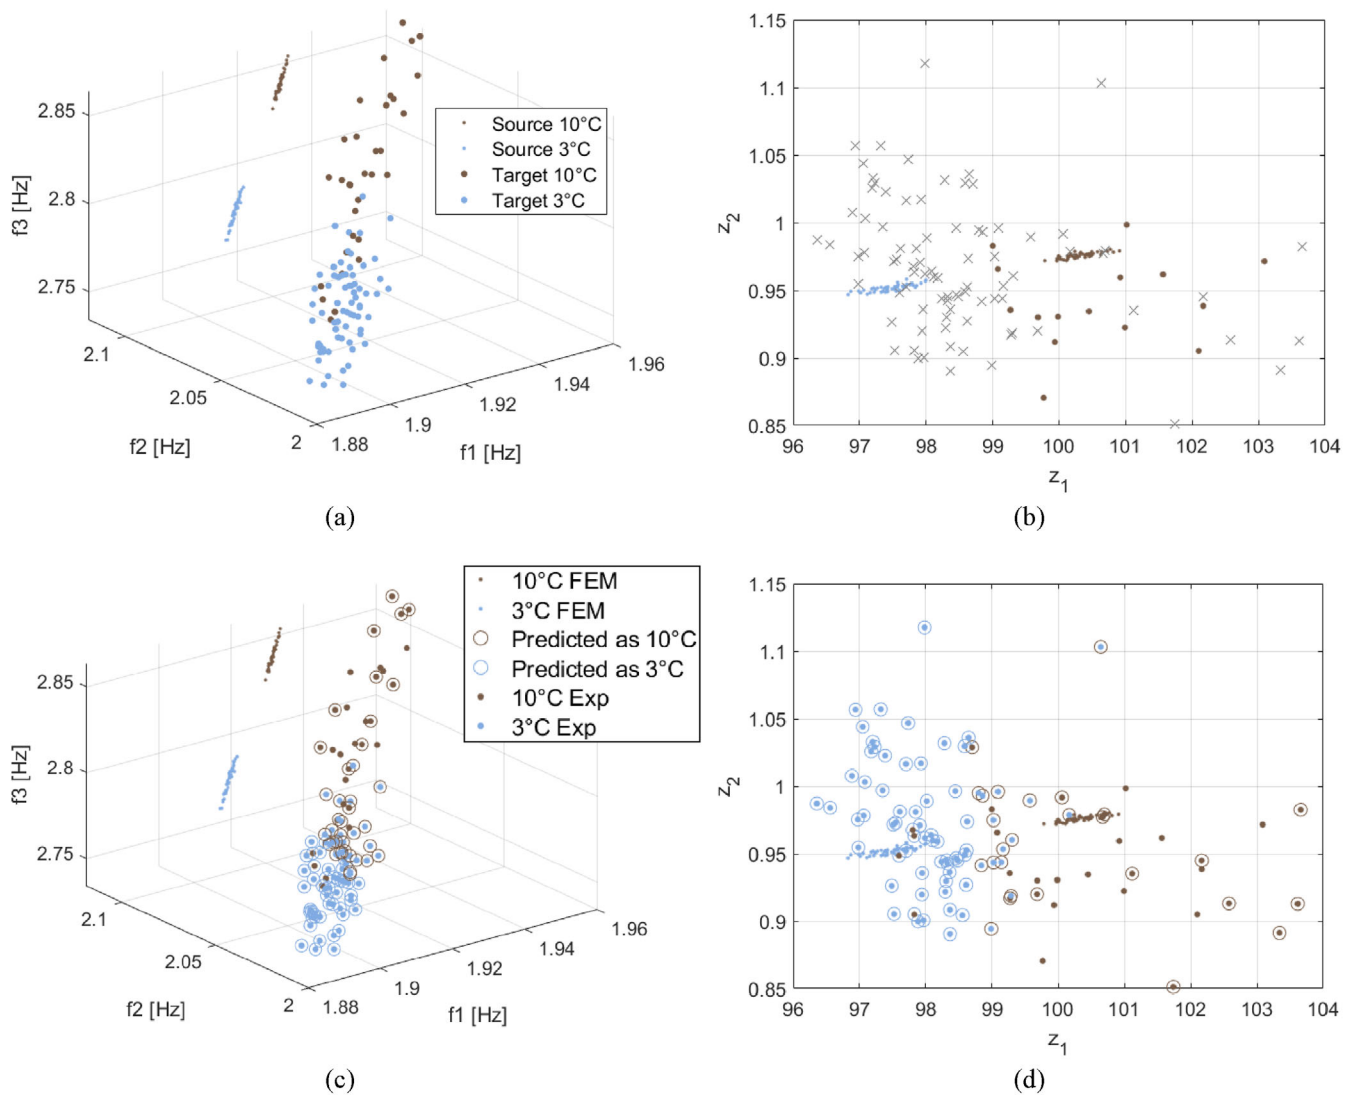 2.85
2.8
2.75
f3 [Hz]
2.1
2.05
2
f2 [Hz]
1.88
1.9
1.92
1.94
1.96
f1 [Hz]
Source 10°C
Source 3°C
Target 10°C
Target 3°C
(a)
1.15
1.1
1.05
1
0.95
0.9
0.85
z2
96 97 98 99 100 101 102 103 104
z1
(b)
2.85
2.8
2.75
f3 [Hz]
2.1
2.05
2
f2 [Hz]
1.88
1.9
1.92
1.94
1.96
f1 [Hz]
10°C FEM
3°C FEM
Predicted as 10°C
Predicted as 3°C
10°C Exp
3°C Exp
(c)
1.15
1.1
1.05
1
0.95
0.9
0.85
z2
96 97 98 99 100 101 102 103 104
z1
(d)